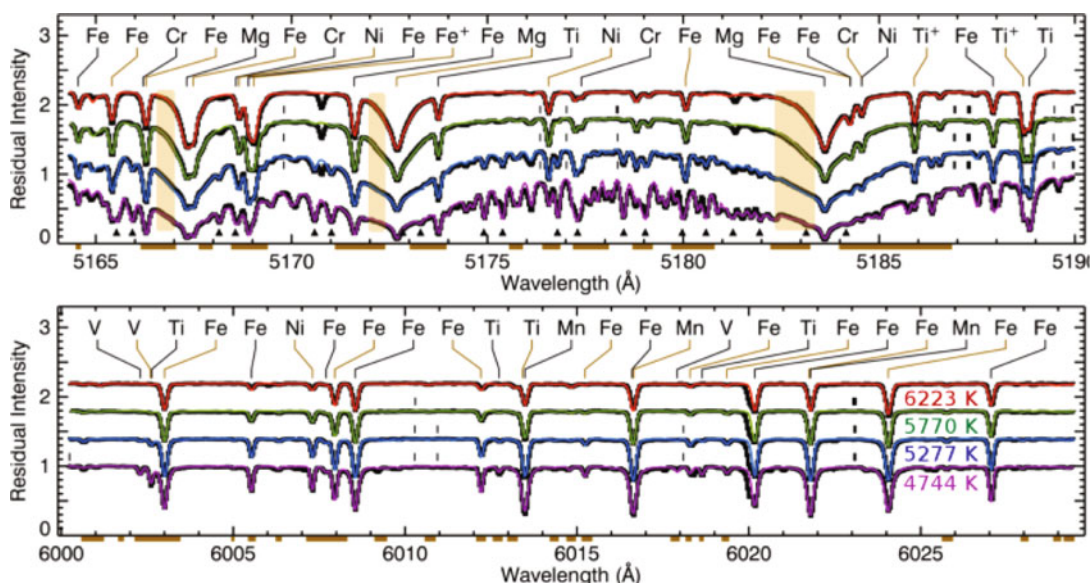 3
Fe Fe Cr Fe Mg Fe Cr Ni Fe Fe+ Fe Mg Ti Ni Cr Fe Mg Fe Fe Cr Ni Ti+ Fe Ti+ Ti
Residual Intensity
2
1
0
5165 5170 5175 5180 5185 5190
Wavelength (Å)
3
V V Ti Fe Fe Ni Fe Fe Fe Fe Ti Ti Mn Fe Fe Mn V Fe Ti Fe Fe Fe Mn Fe Fe
Residual Intensity
2
6223 K
5770 K
5277 K
1
4744 K
0
6000 6005 6010 6015 6020 6025
Wavelength (Å)